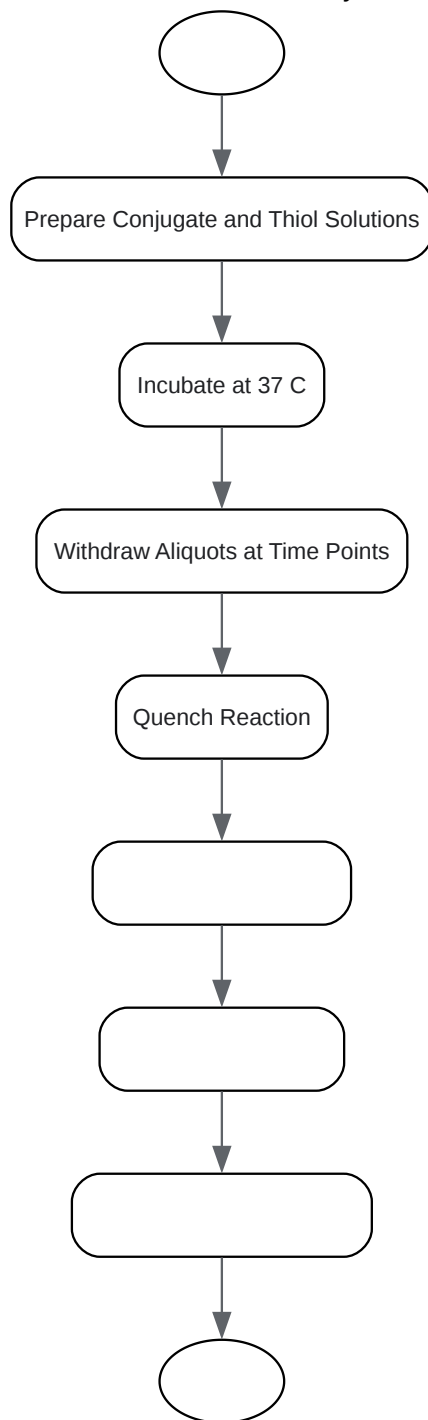 Prepare Conjugate and Thiol Solutions
Incubate at 37 C
Withdraw Aliquots at Time Points
Quench Reaction